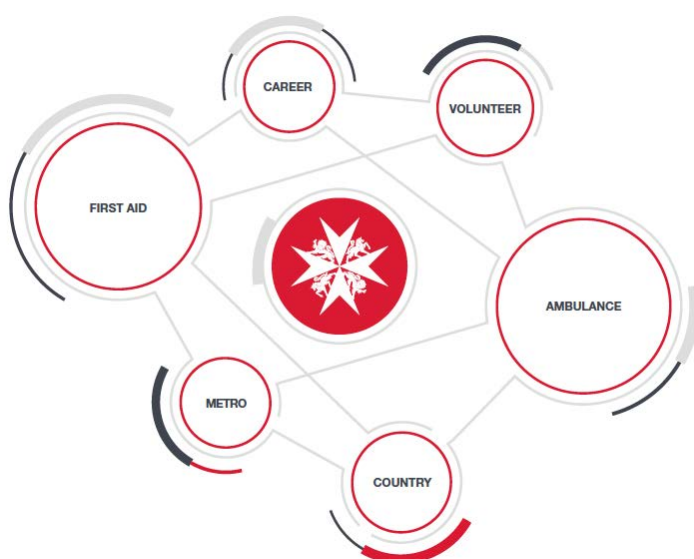 CAREER
VOLUNTEER
FIRST AID
AMBULANCE
METRO
COUNTRY